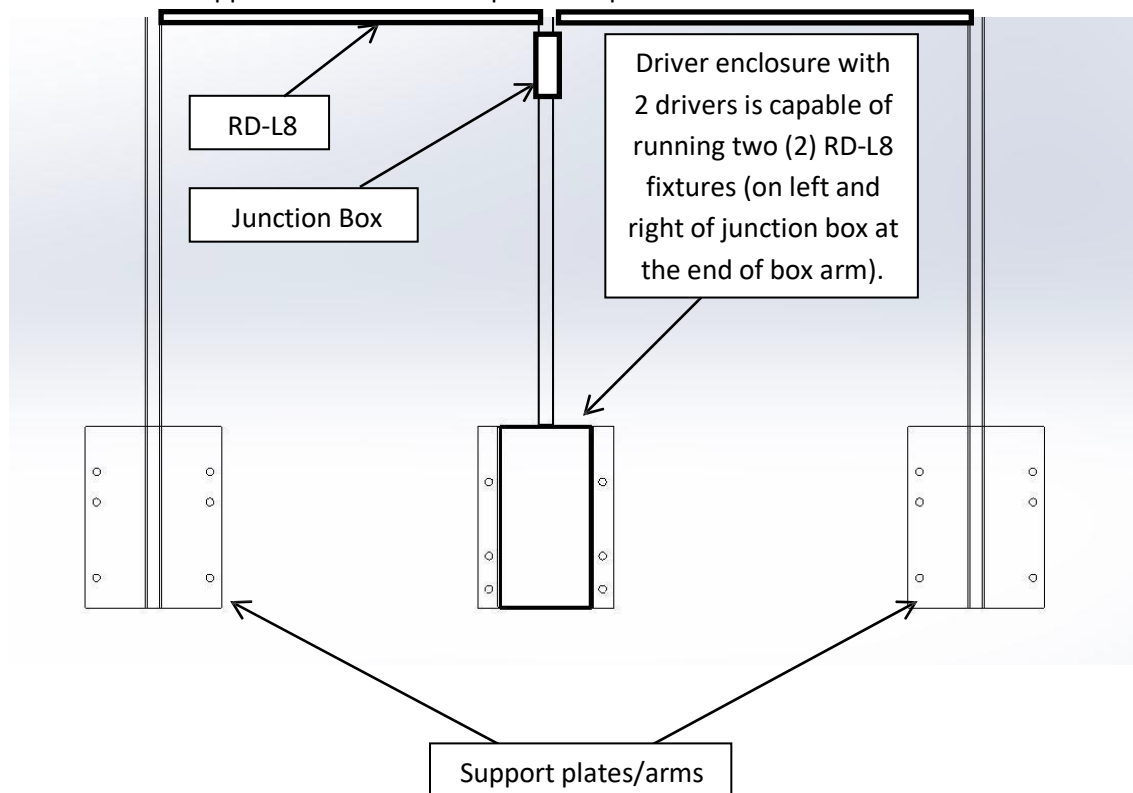 RD-L8
Junction Box
Driver enclosure with
2 drivers is capable of
running two (2) RD-L8
fixtures (on left and
right of junction box at
the end of box arm).
Support plates/arms